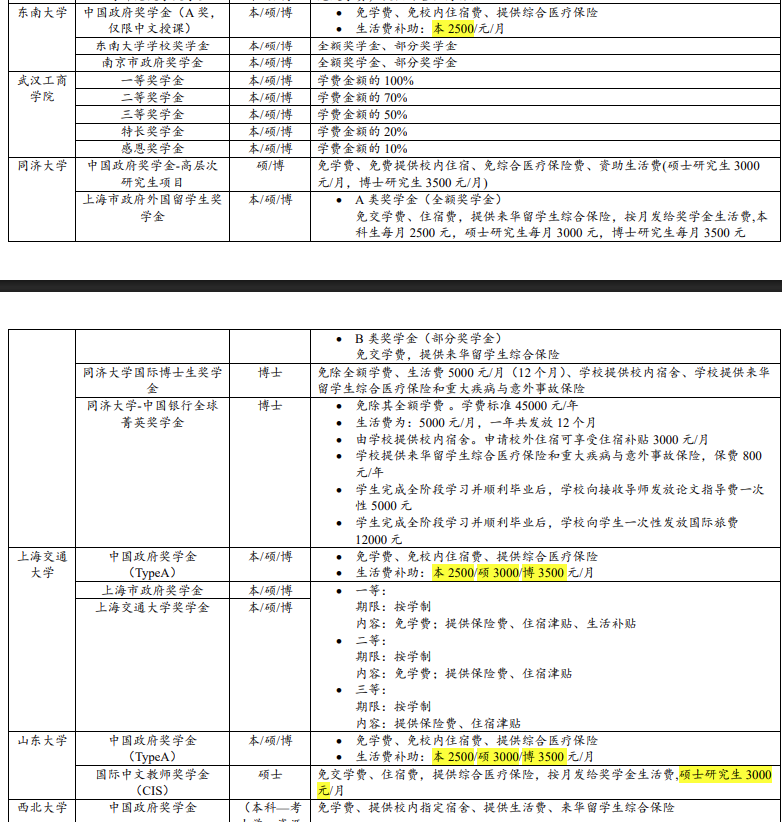 东南大学 中国政府奖学金（A 奖， 本/硕/博 • 免学费、免校内住宿费、提供综合医疗保险
仅限中文授课） • 生活费补助：本 2500/元/月
东南大学学校奖学金 本/硕/博 全额奖学金、部分奖学金
南京市政府奖学金 本/硕/博 全额奖学金、部分奖学金
武汉工商 一等奖学金 本/硕/博 学费金额的 100%
学院 二等奖学金 本/硕/博 学费金额的 70%
三等奖学金 本/硕/博 学费金额的 50%
特长奖学金 本/硕/博 学费金额的 20%
感恩奖学金 本/硕/博 学费金额的 10%
同济大学 中国政府奖学金-高层次 硕/博 免学费、免费提供校内住宿、免综合医疗保险费、资助生活费(硕士研究生 3000
研究生项目 元/月，博士研究生 3500 元/月)
上海市政府外国留学生奖 本/硕/博 • A 类奖学金（全额奖学金）
学金 免交学费、住宿费，提供来华留学生综合保险，按月发给奖学金生活费,本
科生每月 2500 元，硕士研究生每月 3000 元，博士研究生每月 3500 元
• B 类奖学金（部分奖学金）
免交学费，提供来华留学生综合保险
同济大学国际博士生奖学 博士 免除全额学费、生活费 5000 元/月（12 个月）、学校提供校内宿舍、学校提供来华
金 留学生综合医疗保险和重大疾病与意外事故保险
同济大学-中国银行全球 博士 • 免除其全额学费 。学费标准 45000 元/年
菁英奖学金 • 生活费为：5000 元/月，一年共发放 12 个月
• 由学校提供校内宿舍。申请校外住宿可享受住宿补贴 3000 元/月
• 学校提供来华留学生综合医疗保险和重大疾病与意外事故保险，保费 800
元/年
• 学生完成全阶段学习并顺利毕业后，学校向接收导师发放论文指导费一次
性 5000 元
• 学生完成全阶段学习并顺利毕业后，学校向学生一次性发放国际旅费
12000 元
上海交通 中国政府奖学金 本/硕/博 • 免学费、免校内住宿费、提供综合医疗保险
大学 （TypeA） • 生活费补助：本 2500/硕 3000/博 3500 元/月
上海市政府奖学金 本/硕/博 • 一等：
上海交通大学奖学金 本/硕/博 期限：按学制
内容：免学费；提供保险费、住宿津贴、生活补贴
• 二等：
期限：按学制
内容：免学费；提供保险费、住宿津贴
• 三等：
期限：按学制
内容：提供保险费、住宿津贴
山东大学 中国政府奖学金 本/硕/博 • 免学费、免校内住宿费、提供综合医疗保险
（TypeA） • 生活费补助：本 2500/硕 3000/博 3500 元/月
国际中文教师奖学金 硕士 免交学费、住宿费，提供综合医疗保险，按月发给奖学金生活费,硕士研究生 3000
（CIS） 元/月
西北大学 中国政府奖学金 （本科—考 免学费、提供校内指定宿舍、提供生活费、来华留学生综合保险